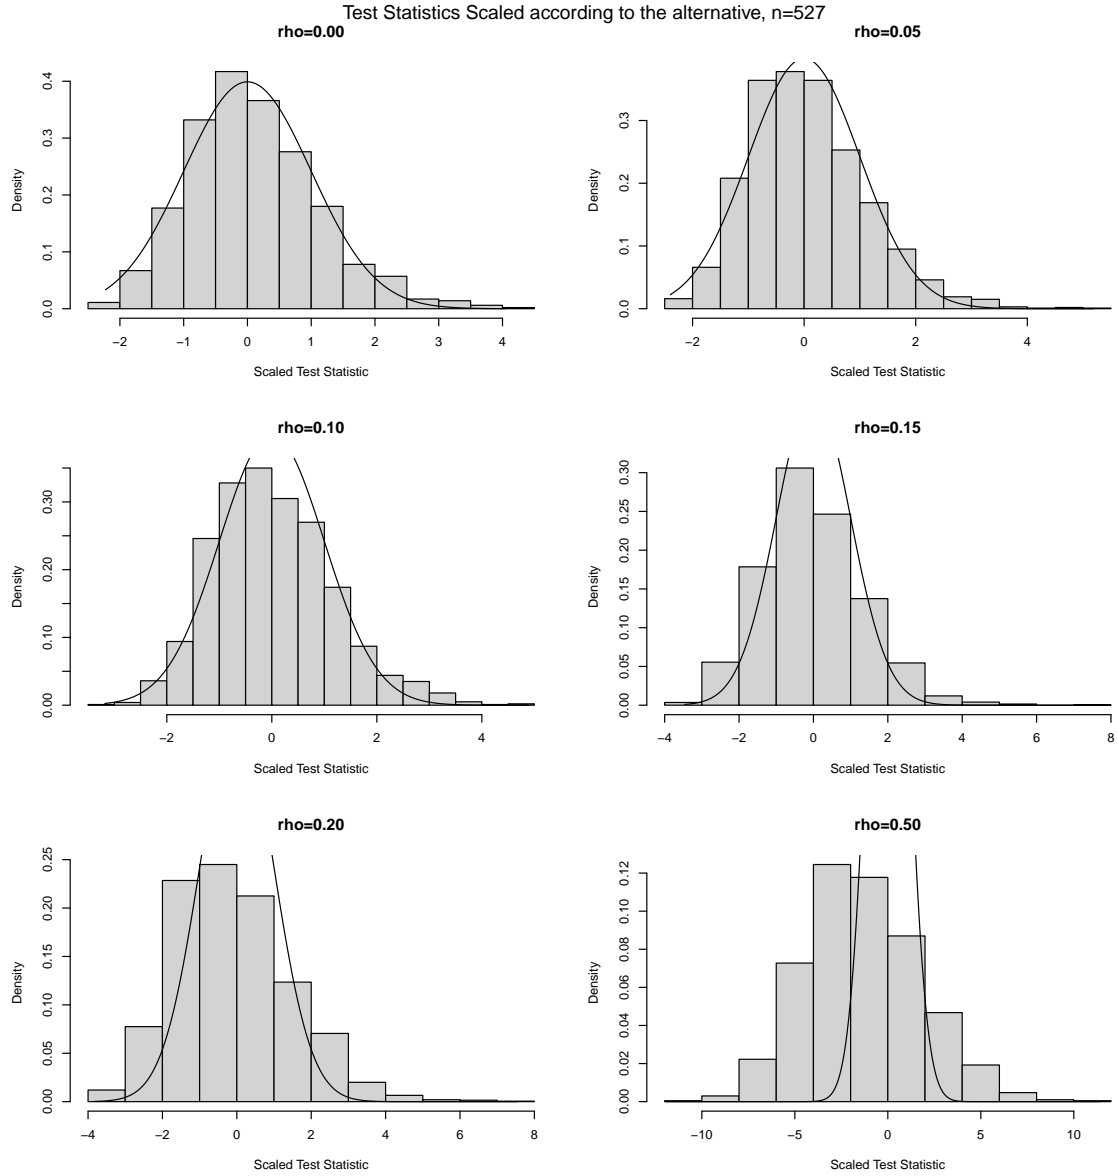 Test Statistics Scaled according to the alternative, n=527
rho=0.00
Density
0.0 0.1 0.2 0.3 0.4
−2 −1 0 1 2 3 4
Scaled Test Statistic
rho=0.05
Density
0.0 0.1 0.2 0.3
−2 0 2 4
Scaled Test Statistic
rho=0.10
Density
0.00 0.10 0.20 0.30
−2 0 2 4
Scaled Test Statistic
rho=0.15
Density
0.00 0.05 0.10 0.15 0.20 0.25 0.30
−4 −2 0 2 4 6 8
Scaled Test Statistic
rho=0.20
Density
0.00 0.05 0.10 0.15 0.20 0.25
−4 −2 0 2 4 6 8
Scaled Test Statistic
rho=0.50
Density
0.00 0.02 0.04 0.06 0.08 0.10 0.12
−10 −5 0 5 10
Scaled Test Statistic